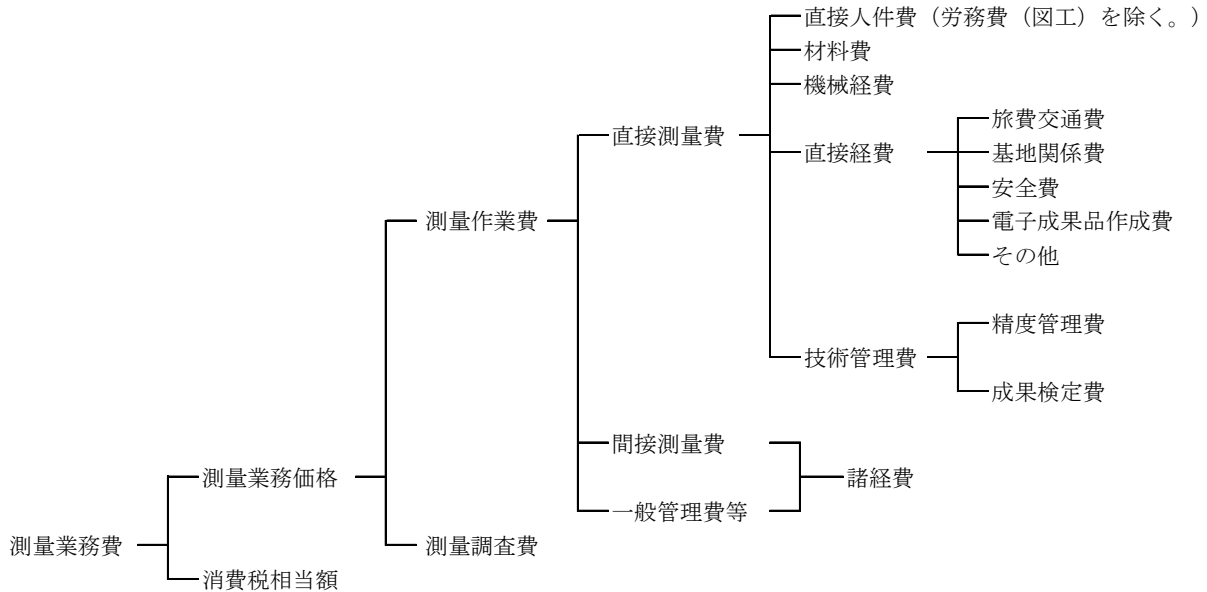 直接人件費（労務費（図工）を除く。）
材料費
機械経費
旅費交通費
直接測量費
直接経費
基地関係費
安全費
測量作業費
電子成果品作成費
その他
精度管理費
技術管理費
成果検定費
間接測量費
測量業務価格
諸経費
一般管理費等
測量業務費
測量調査費
消費税相当額